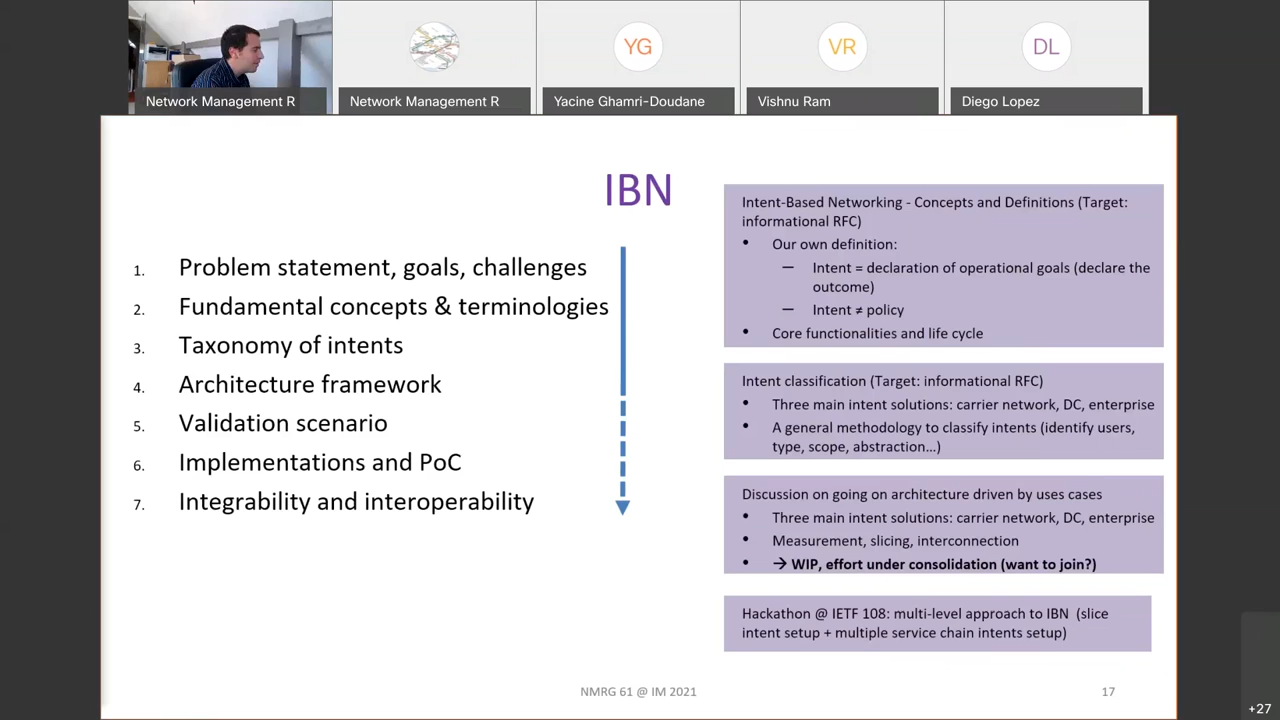 YG
VR
DL
Network Management R
Network Management R
Yacine Ghamri-Doudane
Vishnu Ram
Diego Lopez
IBN
1. Problem statement, goals, challenges
2. Fundamental concepts & terminologies
3. Taxonomy of intents
4. Architecture framework
5. Validation scenario
6. Implementations and PoC
7. Integrability and interoperability
Intent-Based Networking - Concepts and Definitions (Target:
informational RFC)
• Our own definition:
– Intent = declaration of operational goals (declare the
outcome)
– Intent ≠ policy
• Core functionalities and life cycle
Intent classification (Target: informational RFC)
• Three main intent solutions: carrier network, DC, enterprise
• A general methodology to classify intents (identify users,
type, scope, abstraction…)
Discussion on going on architecture driven by uses cases
• Three main intent solutions: carrier network, DC, enterprise
• Measurement, slicing, interconnection
• → WIP, effort under consolidation (want to join?)
Hackathon @ IETF 108: multi-level approach to IBN (slice
intent setup + multiple service chain intents setup)
NMRG 61 @ IM 2021
17
+27